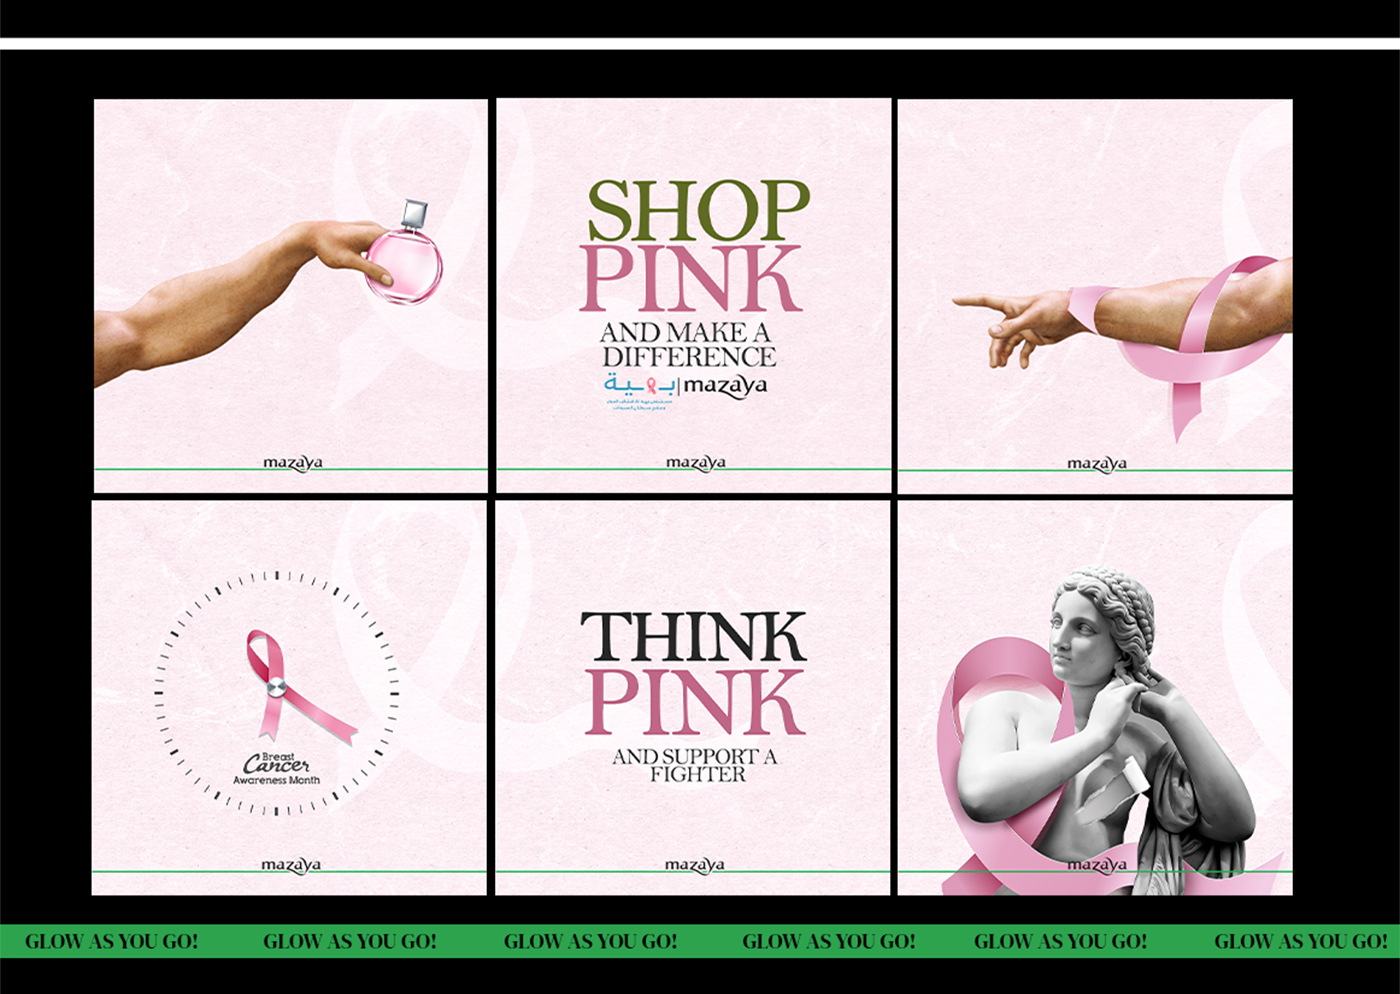 SHOP
PINK
AND MAKE A
DIFFERENCE
بهية | mazaya
mazaya
mazaya
mazaya
Breast
Cancer
Awareness Month
THINK
PINK
AND SUPPORT A
FIGHTER
mazaya
mazaya
mazaya
GLOW AS YOU GO! GLOW AS YOU GO! GLOW AS YOU GO! GLOW AS YOU GO! GLOW AS YOU GO! GLOW AS YOU GO!